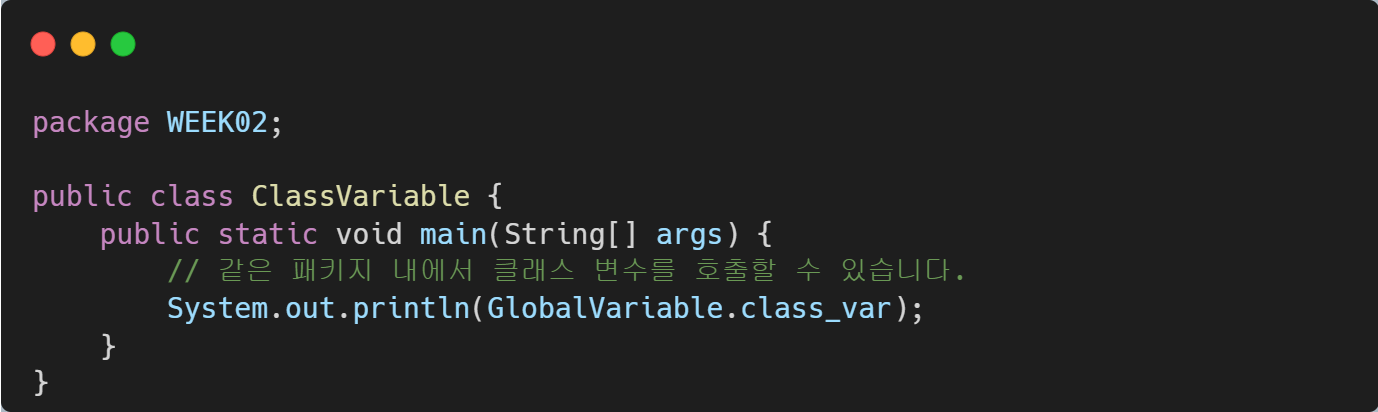 package WEEK02;
public class ClassVariable {
public static void main(String[] args) {
// 같은 패키지 내에서 클래스 변수를 호출할 수 있습니다.
System.out.println(GlobalVariable.class_var);
}
}